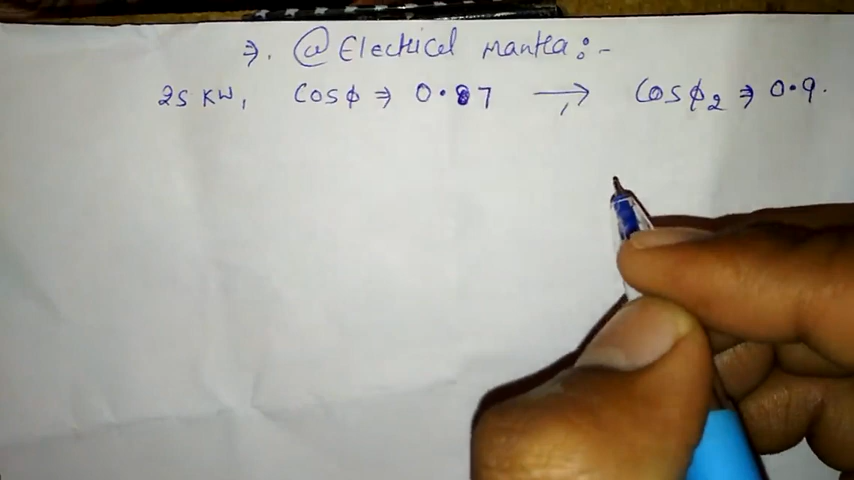 ⇒. @ Electrical mantra:-
25 KW, cosϕ ⇒ 0.87 → cosϕ₂ ⇒ 0.9.